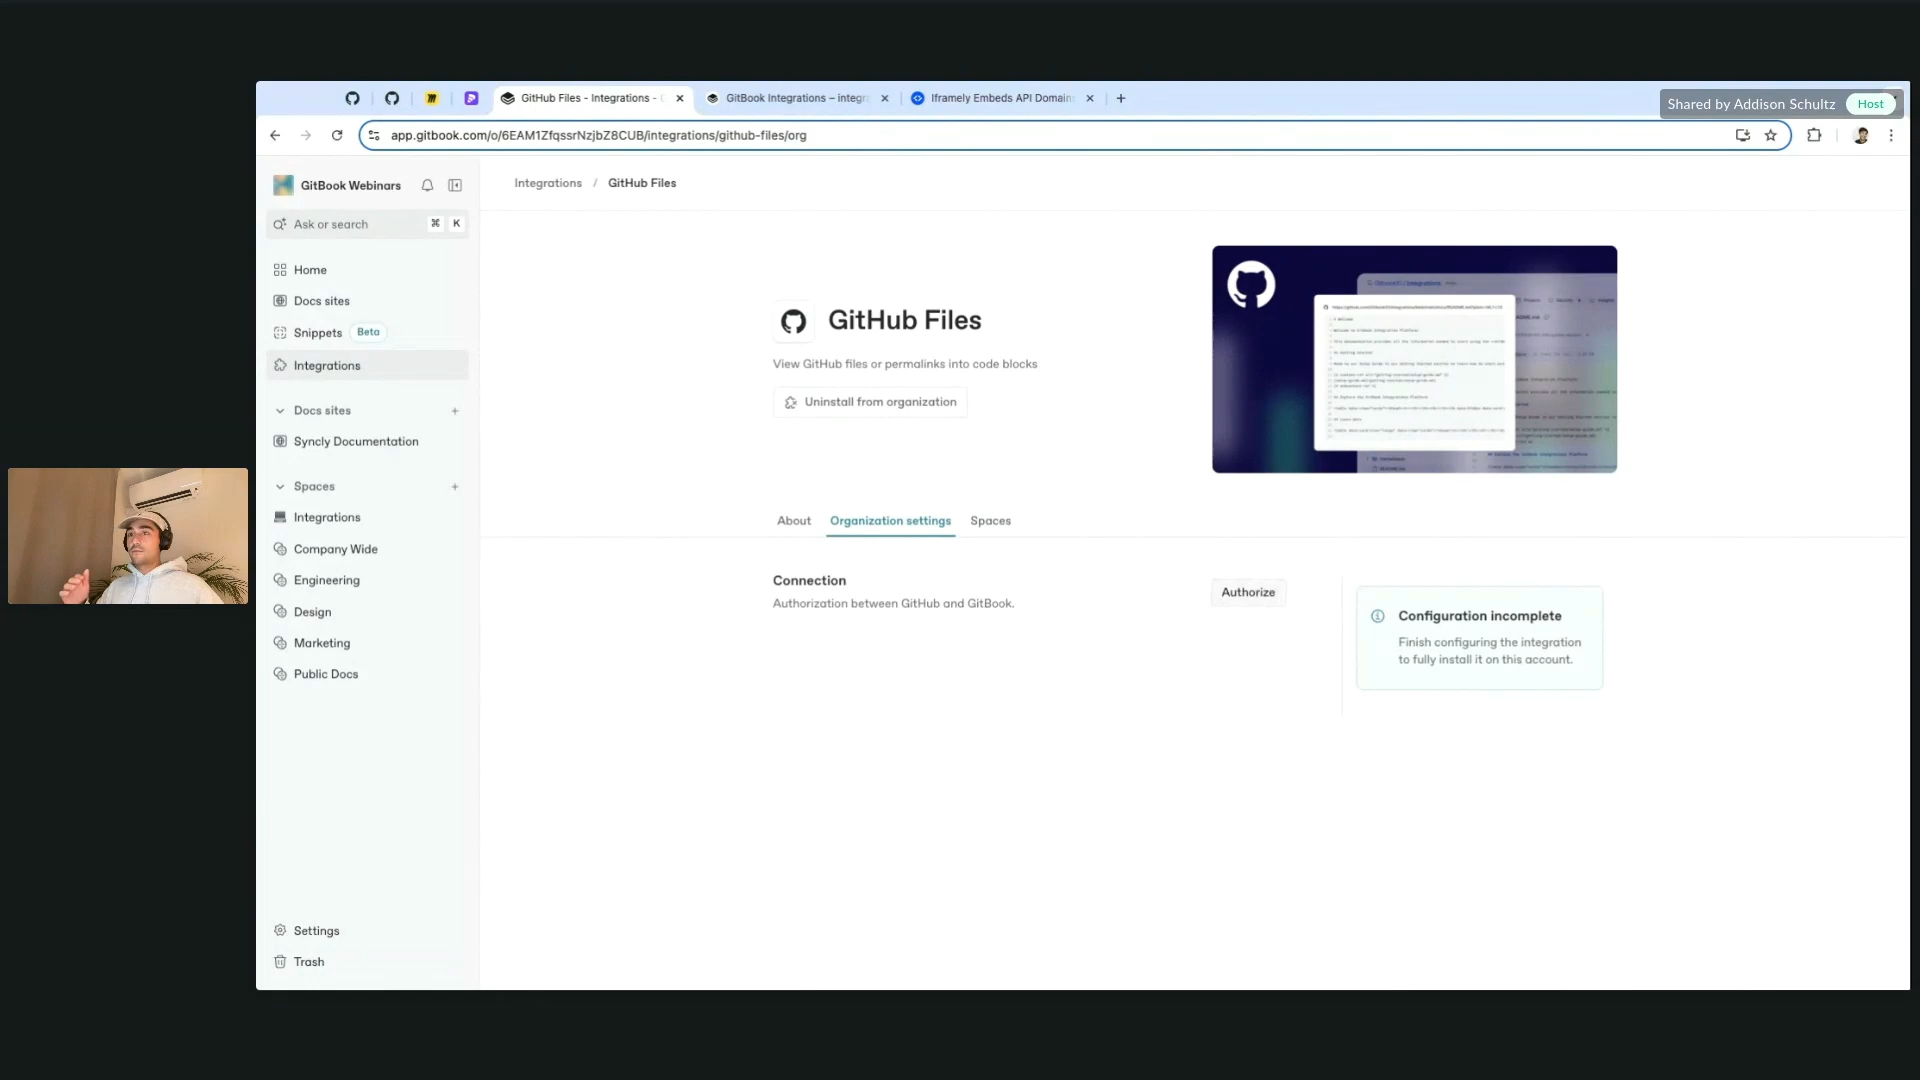 GitHub Files - Integrations -
GitBook Integrations – integr
Iframely Embeds API Domain
Shared by Addison Schultz
Host
app.gitbook.com/o/6EAM1ZfqssrNzjbZ8CUB/integrations/github-files/org
GitBook Webinars
Ask or search
⌘ K
Home
Docs sites
Snippets Beta
Integrations
Docs sites
Syncly Documentation
Spaces
Integrations
Company Wide
Engineering
Design
Marketing
Public Docs
Settings
Trash
Integrations / GitHub Files
GitHub Files
View GitHub files or permalinks into code blocks
Uninstall from organization
About Organization settings Spaces
Connection
Authorization between GitHub and GitBook.
Authorize
Configuration incomplete
Finish configuring the integration
to fully install it on this account.